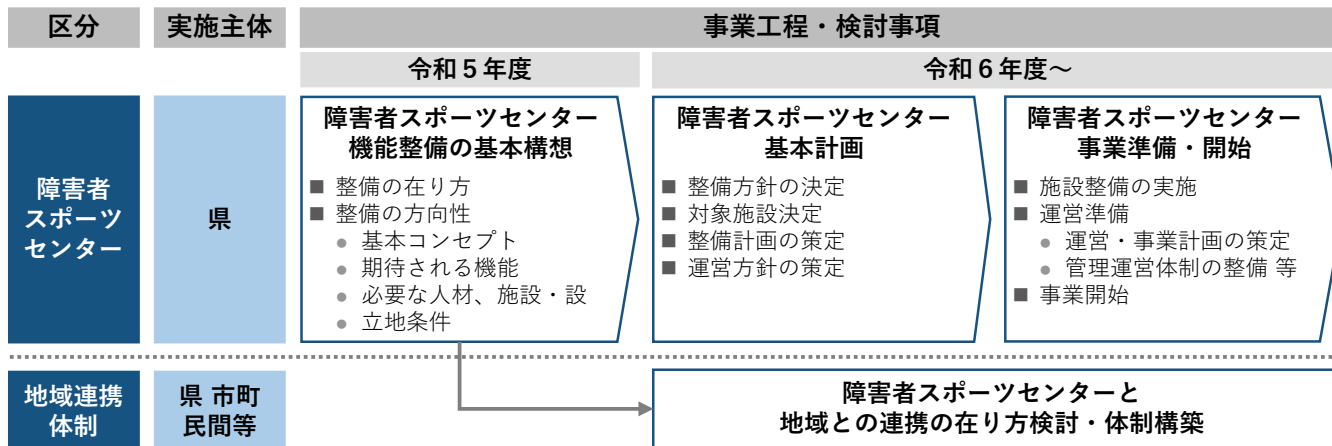 区分
実施主体
事業工程・検討事項
令和５年度
令和６年度～
障害者
スポーツ
センター
県
障害者スポーツセンター
機能整備の基本構想
■ 整備の在り方
■ 整備の方向性
● 基本コンセプト
● 期待される機能
● 必要な人材、施設・設
● 立地条件
障害者スポーツセンター
基本計画
■ 整備方針の決定
■ 対象施設決定
■ 整備計画の策定
■ 運営方針の策定
障害者スポーツセンター
事業準備・開始
■ 施設整備の実施
■ 運営準備
● 運営・事業計画の策定
● 管理運営体制の整備 等
■ 事業開始
地域連携
体制
県 市町
民間等
障害者スポーツセンターと
地域との連携の在り方検討・体制構築